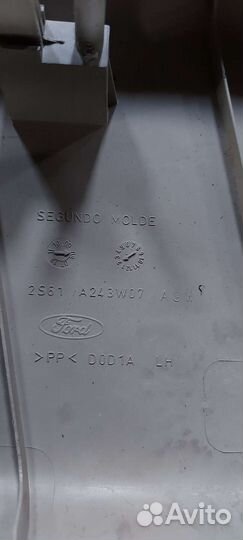 SEGUNDO MOLDE
2S61 A243W07
Ford
>PP< D0D1A LH
Avito